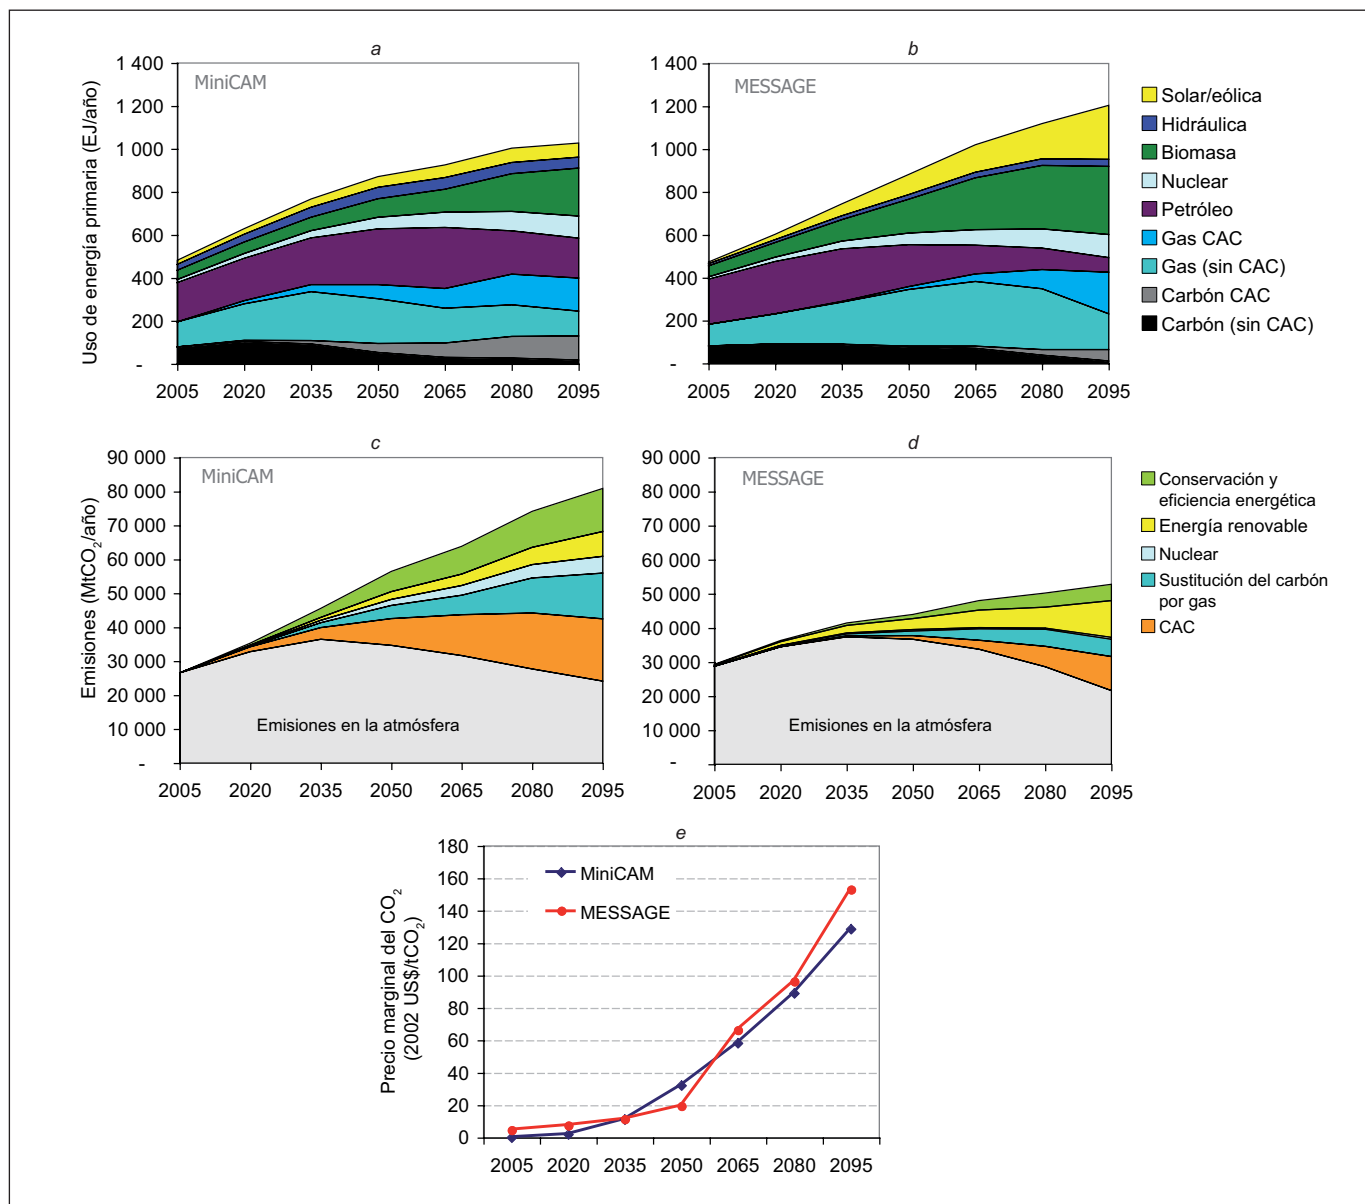 a
1 400
1 200
1 000
800
600
400
200
-
Uso de energía primaria (EJ/año)
MiniCAM
2005 2020 2035 2050 2065 2080 2095
b
1 400
1 200
1 000
800
600
400
200
-
MESSAGE
2005 2020 2035 2050 2065 2080 2095
Solar/eólica
Hidráulica
Biomasa
Nuclear
Petróleo
Gas CAC
Gas (sin CAC)
Carbón CAC
Carbón (sin CAC)
c
90 000
80 000
70 000
60 000
50 000
40 000
30 000
20 000
10 000
-
Emisiones (MtCO2/año)
MiniCAM
Emisiones en la atmósfera
2005 2020 2035 2050 2065 2080 2095
d
90 000
80 000
70 000
60 000
50 000
40 000
30 000
20 000
10 000
-
MESSAGE
Emisiones en la atmósfera
2005 2020 2035 2050 2065 2080 2095
Conservación y
eficiencia energética
Energía renovable
Nuclear
Sustitución del carbón
por gas
CAC
e
180
160
140
120
100
80
60
40
20
0
Precio marginal del CO2
(2002 US$/tCO2)
MiniCAM
MESSAGE
2005 2020 2035 2050 2065 2080 2095